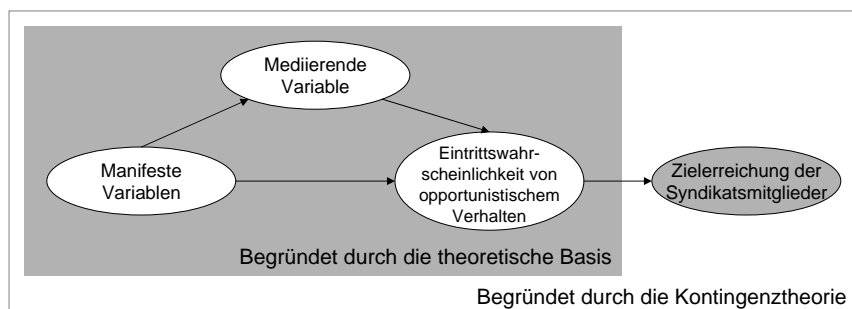 Mediierende
Variable
Manifeste
Variablen
Eintrittswahr-
scheinlichkeit von
opportunistischem
Verhalten
Zielerreichung der
Syndikatsmitglieder
Begründet durch die theoretische Basis
Begründet durch die Kontingenztheorie